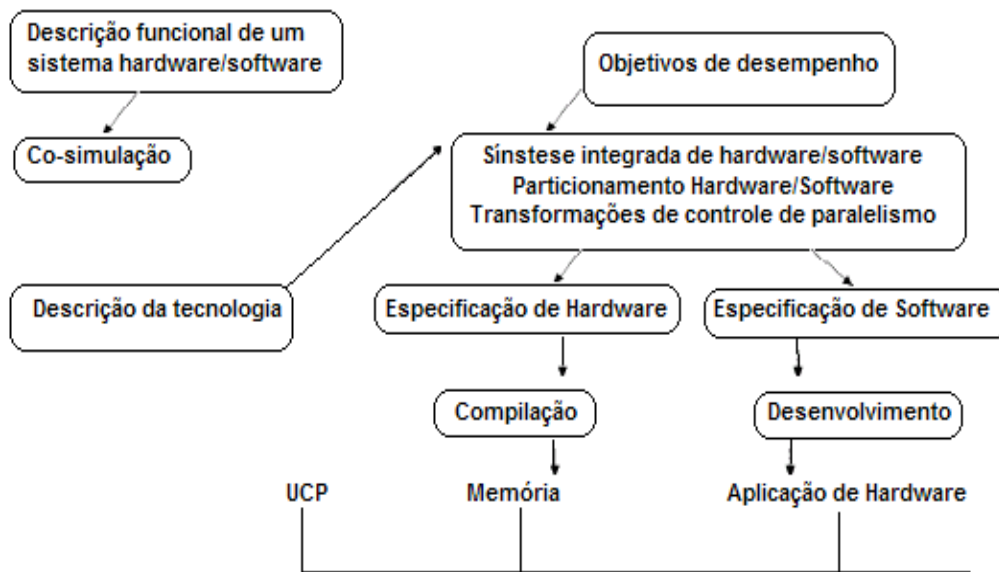 Descrição funcional de um
sistema hardware/software
Objetivos de desempenho
Co-simulação
Sínstese integrada de hardware/software
Particionamento Hardware/Software
Transformações de controle de paralelismo
Descrição da tecnologia
Especificação de Hardware
Especificação de Software
Compilação
Desenvolvimento
UCP
Memória
Aplicação de Hardware